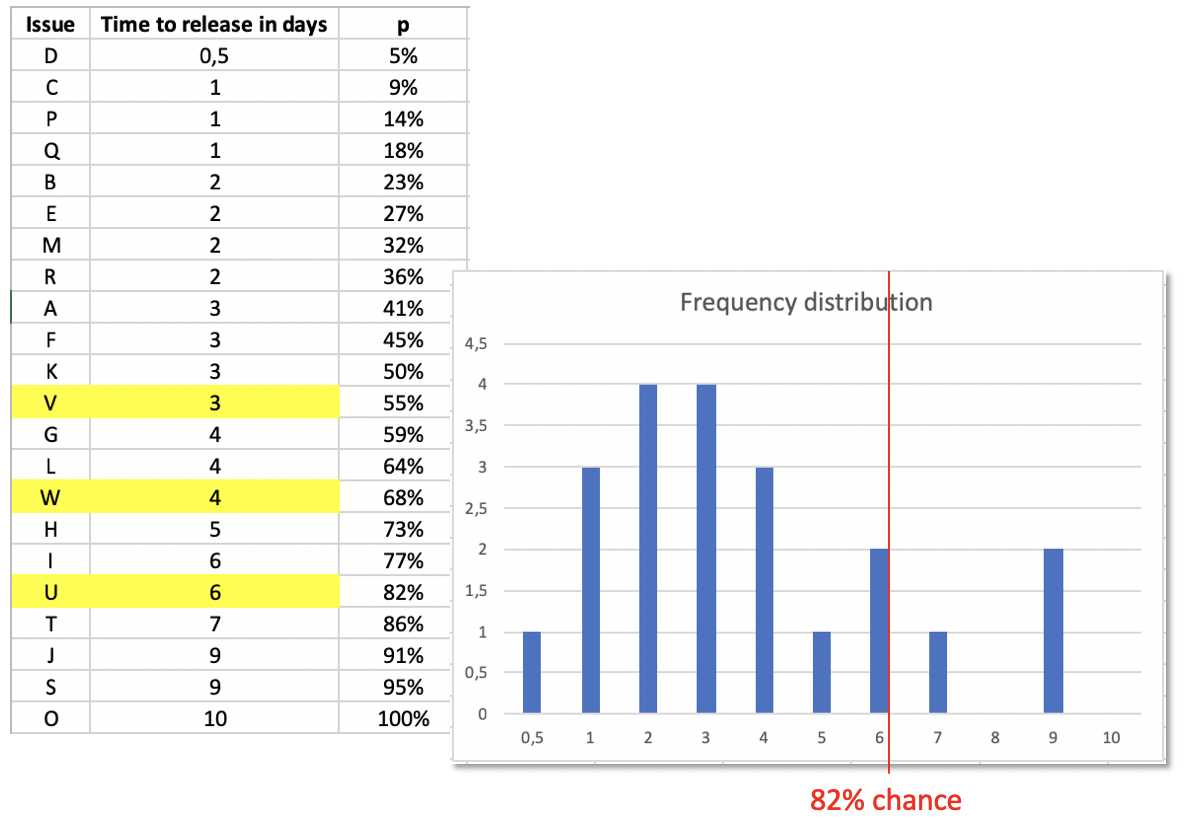 Issue Time to release in days p
D 0,5 5%
C 1 9%
P 1 14%
Q 1 18%
B 2 23%
E 2 27%
M 2 32%
R 2 36%
A 3 41%
F 3 45%
K 3 50%
V 3 55%
G 4 59%
L 4 64%
W 4 68%
H 5 73%
I 6 77%
U 6 82%
T 7 86%
J 9 91%
S 9 95%
O 10 100%
Frequency distribution
4,5
4
3,5
3
2,5
2
1,5
1
0,5
0
0,5 1 2 3 4 5 6 7 8 9 10
82% chance